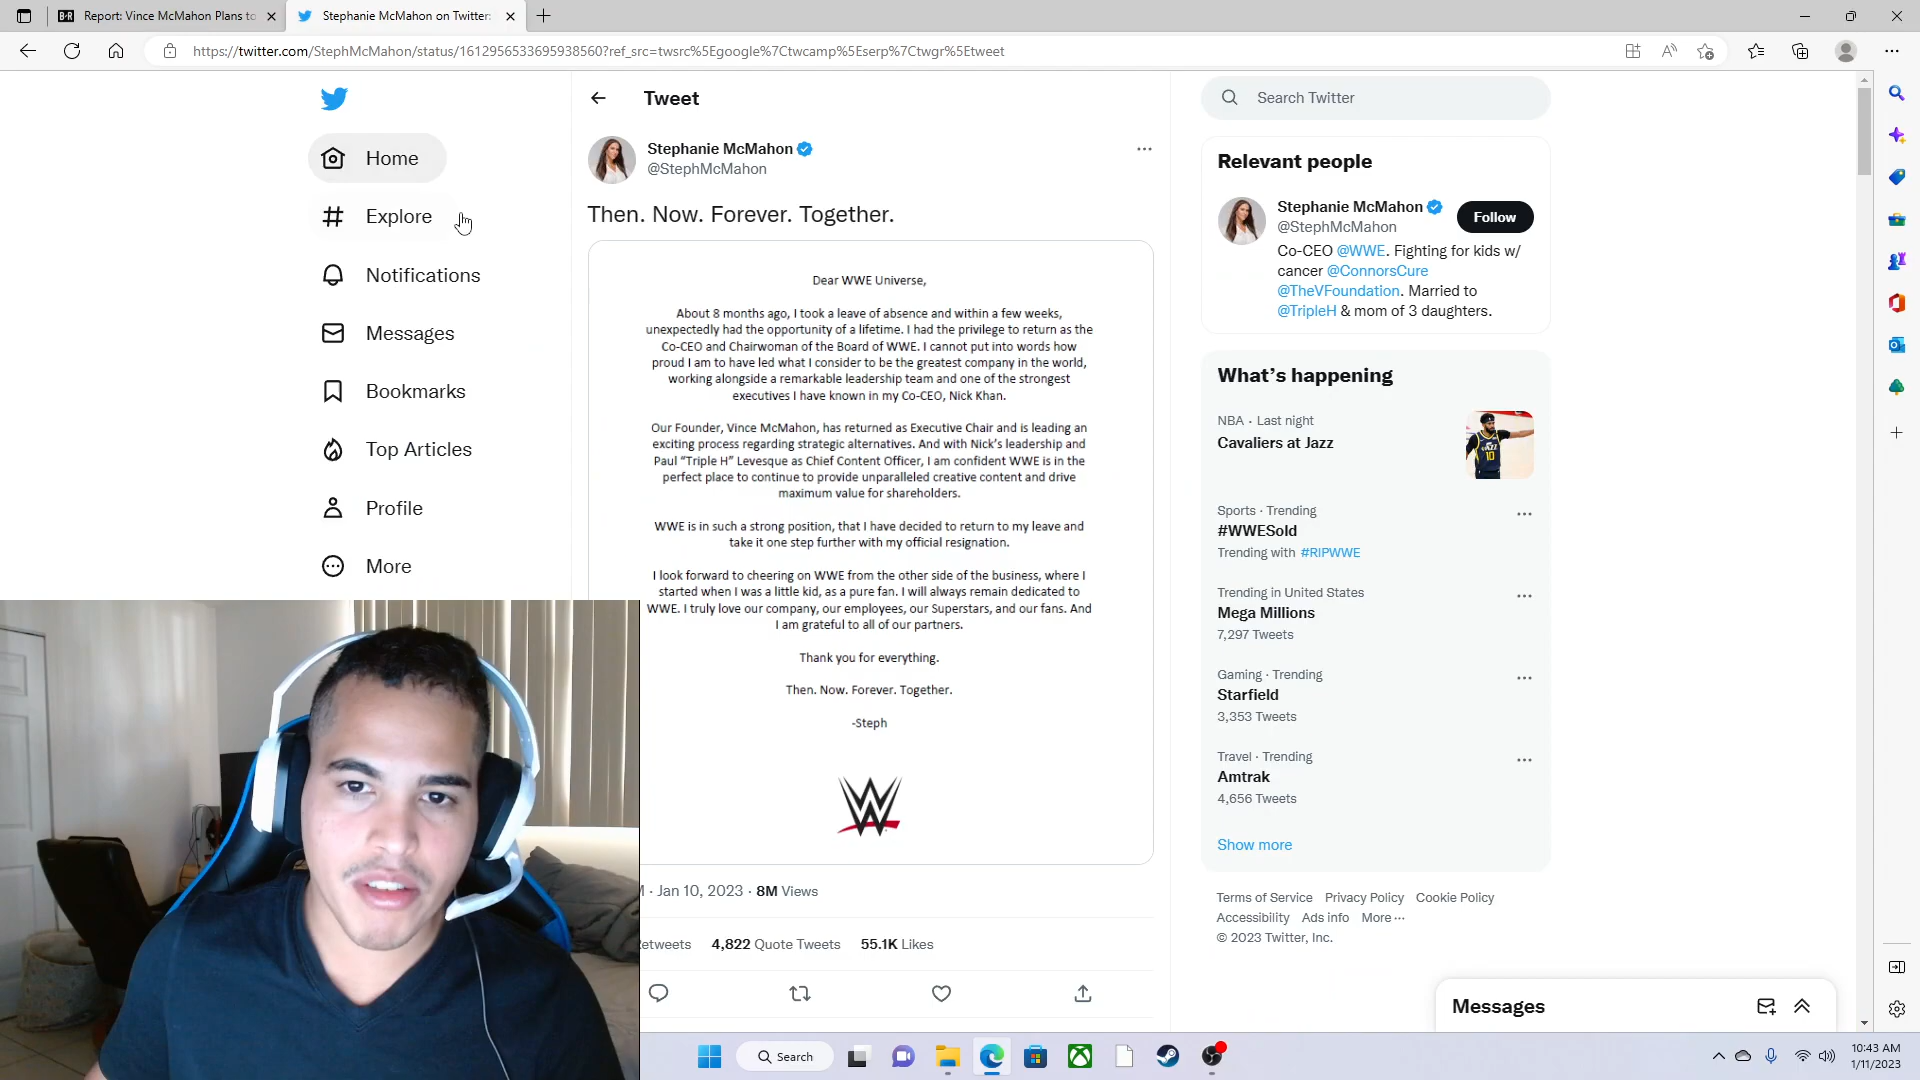 Report: Vince McMahon Plans to
Stephanie McMahon on Twitter:
https://twitter.com/StephMcMahon/status/1612956533695938560?ref_src=twsrc%5Egoogle%7Ctwcamp%5Eserp%7Ctwgr%5Etweet
Home
Explore
Notifications
Messages
Bookmarks
Top Articles
Profile
More
Tweet
Stephanie McMahon
@StephMcMahon
Then. Now. Forever. Together.
Dear WWE Universe,
About 8 months ago, I took a leave of absence and within a few weeks,
unexpectedly had the opportunity of a lifetime. I had the privilege to return as the
Co-CEO and Chairwoman of the Board of WWE. I cannot put into words how
proud I am to have led what I consider to be the greatest company in the world,
working alongside a remarkable leadership team and one of the strongest
executives I have known in my Co-CEO, Nick Khan.
Our Founder, Vince McMahon, has returned as Executive Chair and is leading an
exciting process regarding strategic alternatives. And with Nick's leadership and
Paul “Triple H” Levesque as Chief Content Officer, I am confident WWE is in the
perfect place to continue to provide unparalleled creative content and drive
maximum value for shareholders.
WWE is in such a strong position, that I have decided to return to my leave and
take it one step further with my official resignation.
I look forward to cheering on WWE from the other side of the business, where I
started when I was a little kid, as a pure fan. I will always remain dedicated to
WWE. I truly love our company, our employees, our Superstars, and our fans. And
I am grateful to all of our partners.
Thank you for everything.
Then. Now. Forever. Together.
-Steph
· Jan 10, 2023 · 8M Views
etweets 4,822 Quote Tweets 55.1K Likes
Search Twitter
Relevant people
Stephanie McMahon
@StephMcMahon
Follow
Co-CEO @WWE. Fighting for kids w/
cancer @ConnorsCure
@TheVFoundation. Married to
@TripleH & mom of 3 daughters.
What’s happening
NBA · Last night
Cavaliers at Jazz
Sports · Trending
#WWESold
Trending with #RIPWWE
Trending in United States
Mega Millions
7,297 Tweets
Gaming · Trending
Starfield
3,353 Tweets
Travel · Trending
Amtrak
4,656 Tweets
Show more
Terms of Service Privacy Policy Cookie Policy
Accessibility Ads info More ···
© 2023 Twitter, Inc.
Messages
Search
10:43 AM
1/11/2023